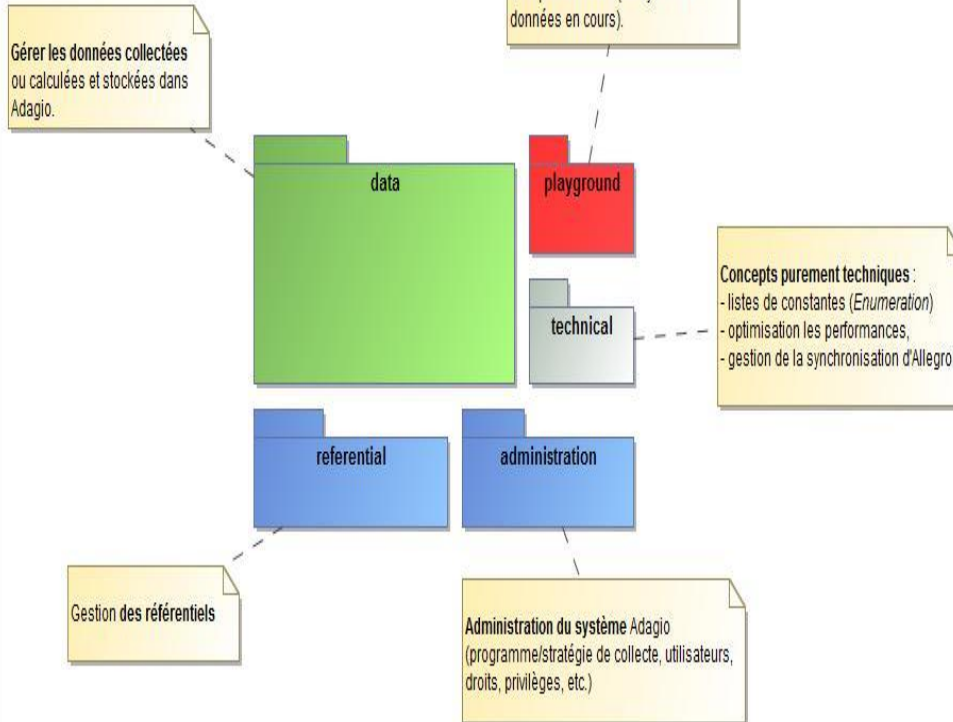 données en cours).
Gérer les données collectées
ou calculées et stockées dans
Adagio.
data
playground
Concepts purement techniques :
- listes de constantes (Enumeration)
- optimisation les performances,
- gestion de la synchronisation d'Allegro
technical
referential
administration
Gestion des référentiels
Administration du système Adagio
(programme/stratégie de collecte, utilisateurs,
droits, privilèges, etc.)